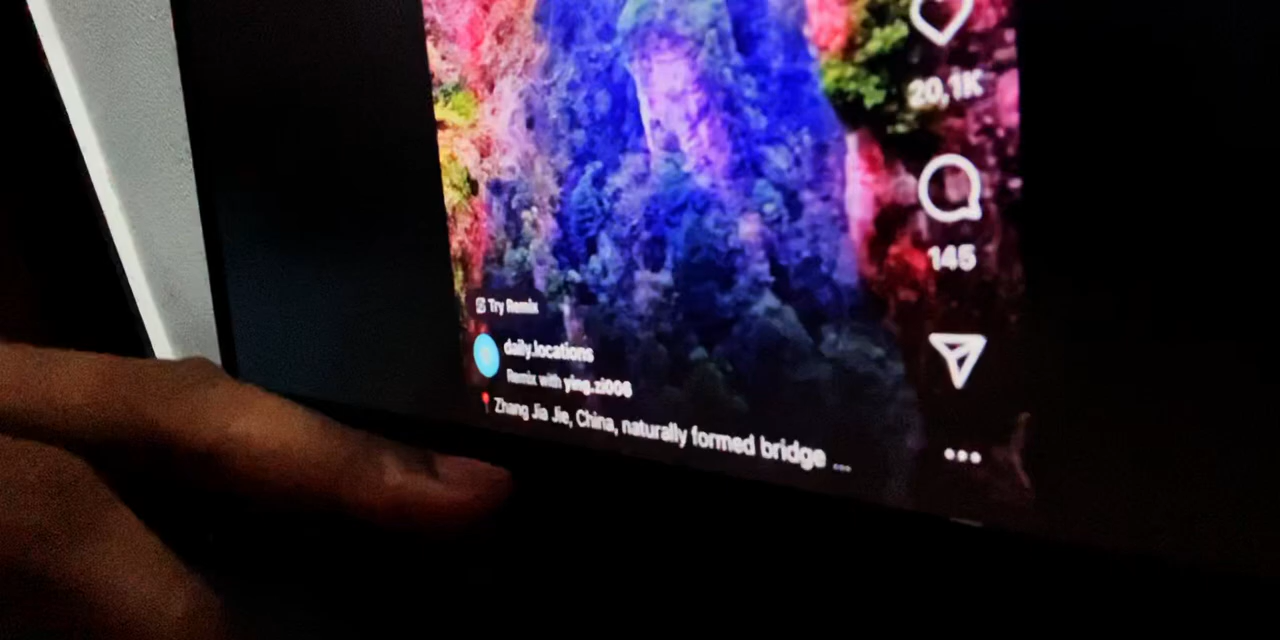 20,1K
145
Try Remix
daily.locations
Remix with ying.zi006
Zhang Jia Jie, China, naturally formed bridge ...